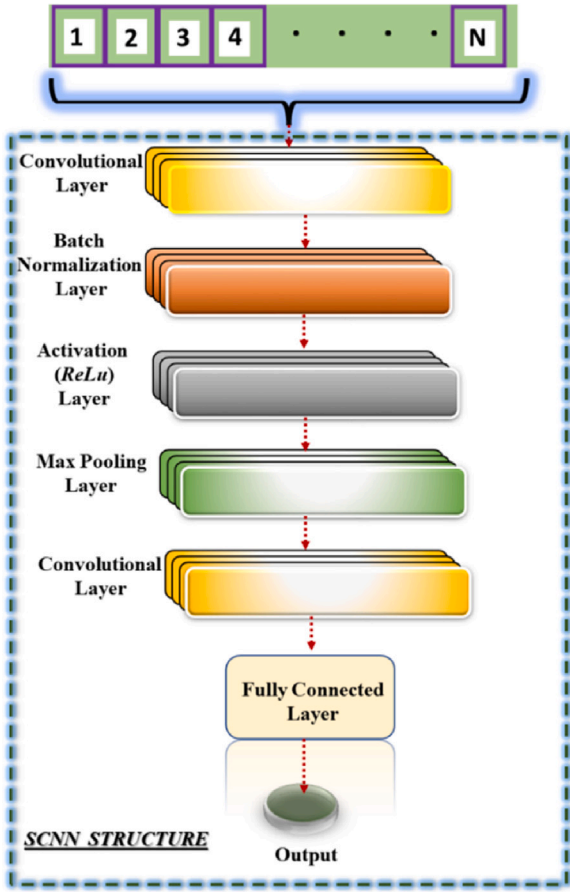 1 2 3 4 . . . . N
Convolutional
Layer
Batch
Normalization
Layer
Activation
(ReLu)
Layer
Max Pooling
Layer
Convolutional
Layer
Fully Connected
Layer
SCNN STRUCTURE
Output